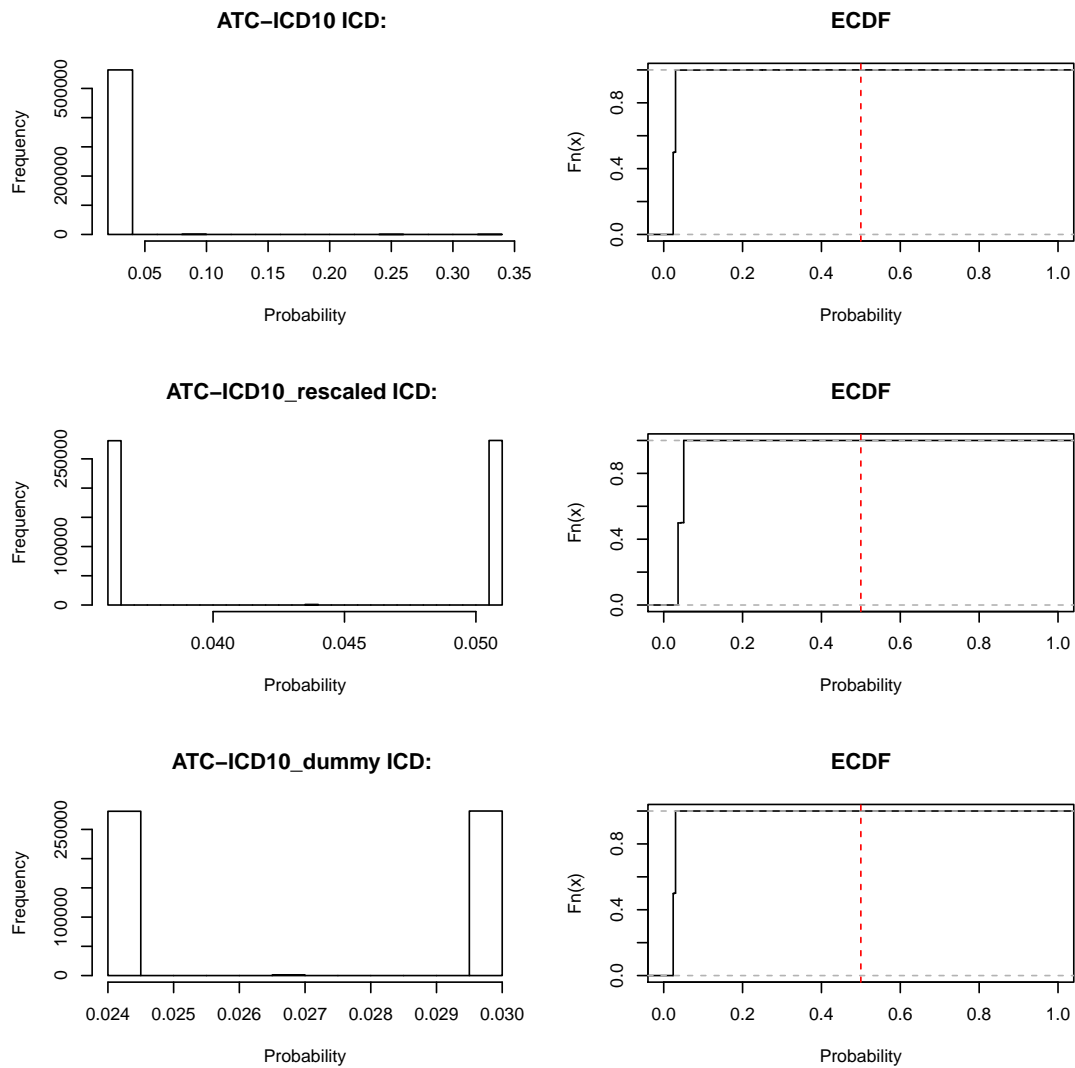 ATC−ICD10 ICD:
Frequency
0 200000 500000
0.05 0.10 0.15 0.20 0.25 0.30 0.35
Probability
ECDF
Fn(x)
0.0 0.4 0.8
0.0 0.2 0.4 0.6 0.8 1.0
Probability
ATC−ICD10_rescaled ICD:
Frequency
0 100000 250000
0.040 0.045 0.050
Probability
ECDF
Fn(x)
0.0 0.4 0.8
0.0 0.2 0.4 0.6 0.8 1.0
Probability
ATC−ICD10_dummy ICD:
Frequency
0 100000 250000
0.024 0.025 0.026 0.027 0.028 0.029 0.030
Probability
ECDF
Fn(x)
0.0 0.4 0.8
0.0 0.2 0.4 0.6 0.8 1.0
Probability